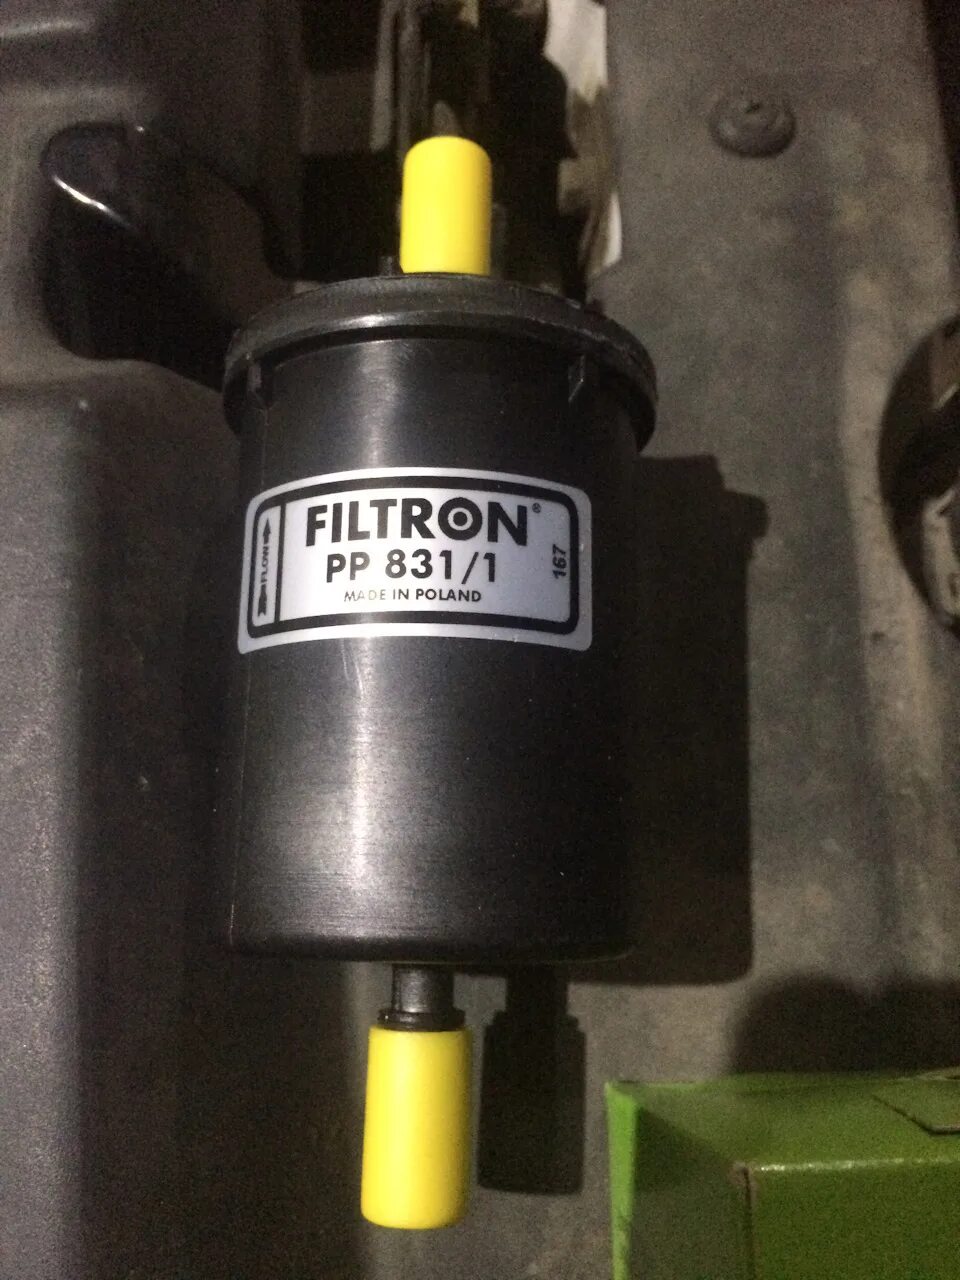 FILTRON®
PP 831/1
MADE IN POLAND
FLOW
167